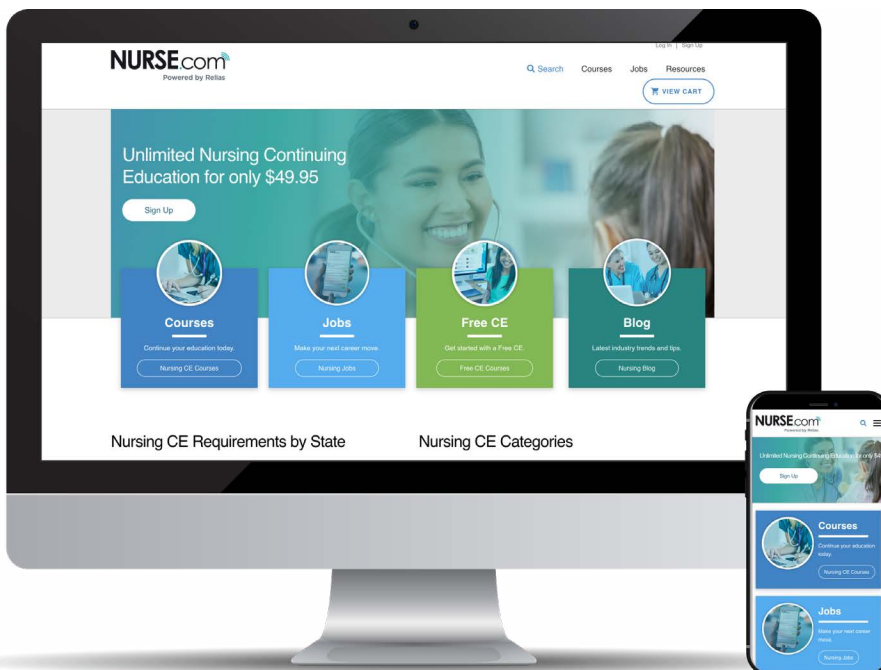 Log In | Sign Up
NURSE.com
Powered by Relias
Search Courses Jobs Resources
VIEW CART
Unlimited Nursing Continuing
Education for only $49.95
Sign Up
Courses
Continue your education today.
Nursing CE Courses
Jobs
Make your next career move.
Nursing Jobs
Free CE
Get started with a Free CE.
Free CE Courses
Blog
Latest industry trends and tips.
Nursing Blog
Nursing CE Requirements by State
Nursing CE Categories
NURSE.com
Powered by Relias
Unlimited Nursing Continuing Education for only $49
Sign Up
Courses
Continue your education
today.
Nursing CE Courses
Jobs
Make your next career
move.
Nursing Jobs